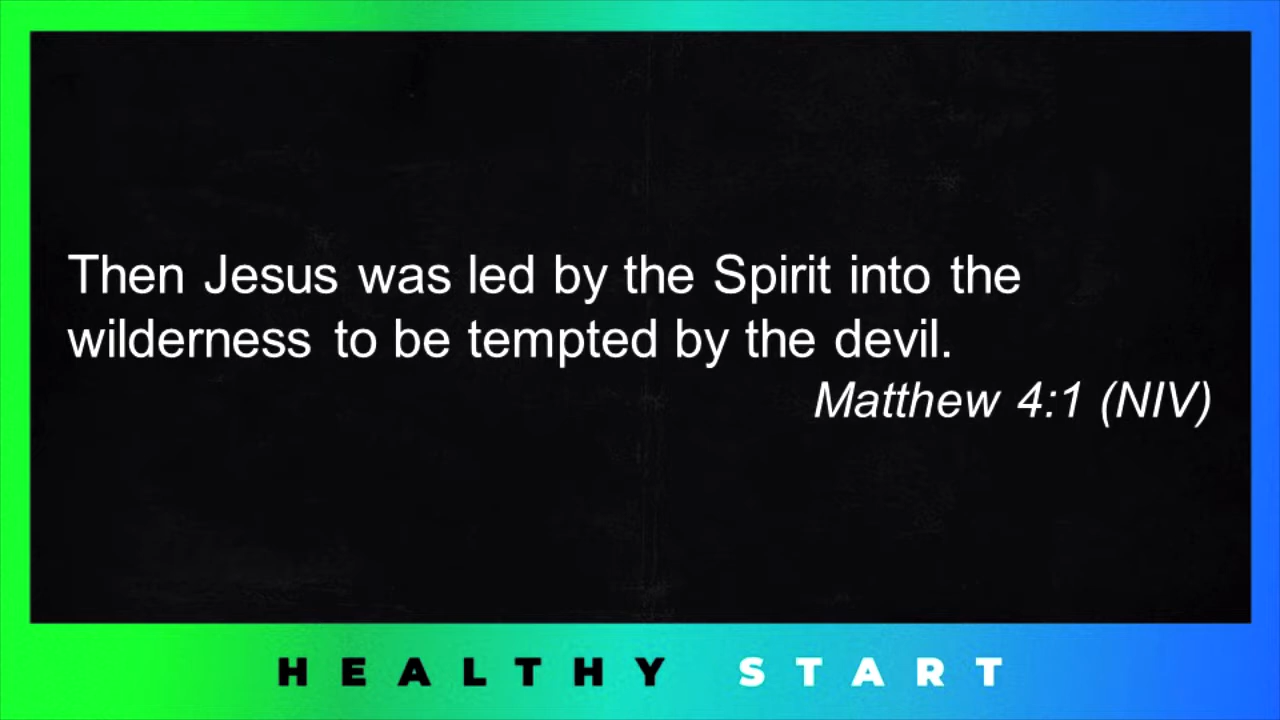 Then Jesus was led by the Spirit into the
wilderness to be tempted by the devil.
Matthew 4:1 (NIV)
HEALTHY START